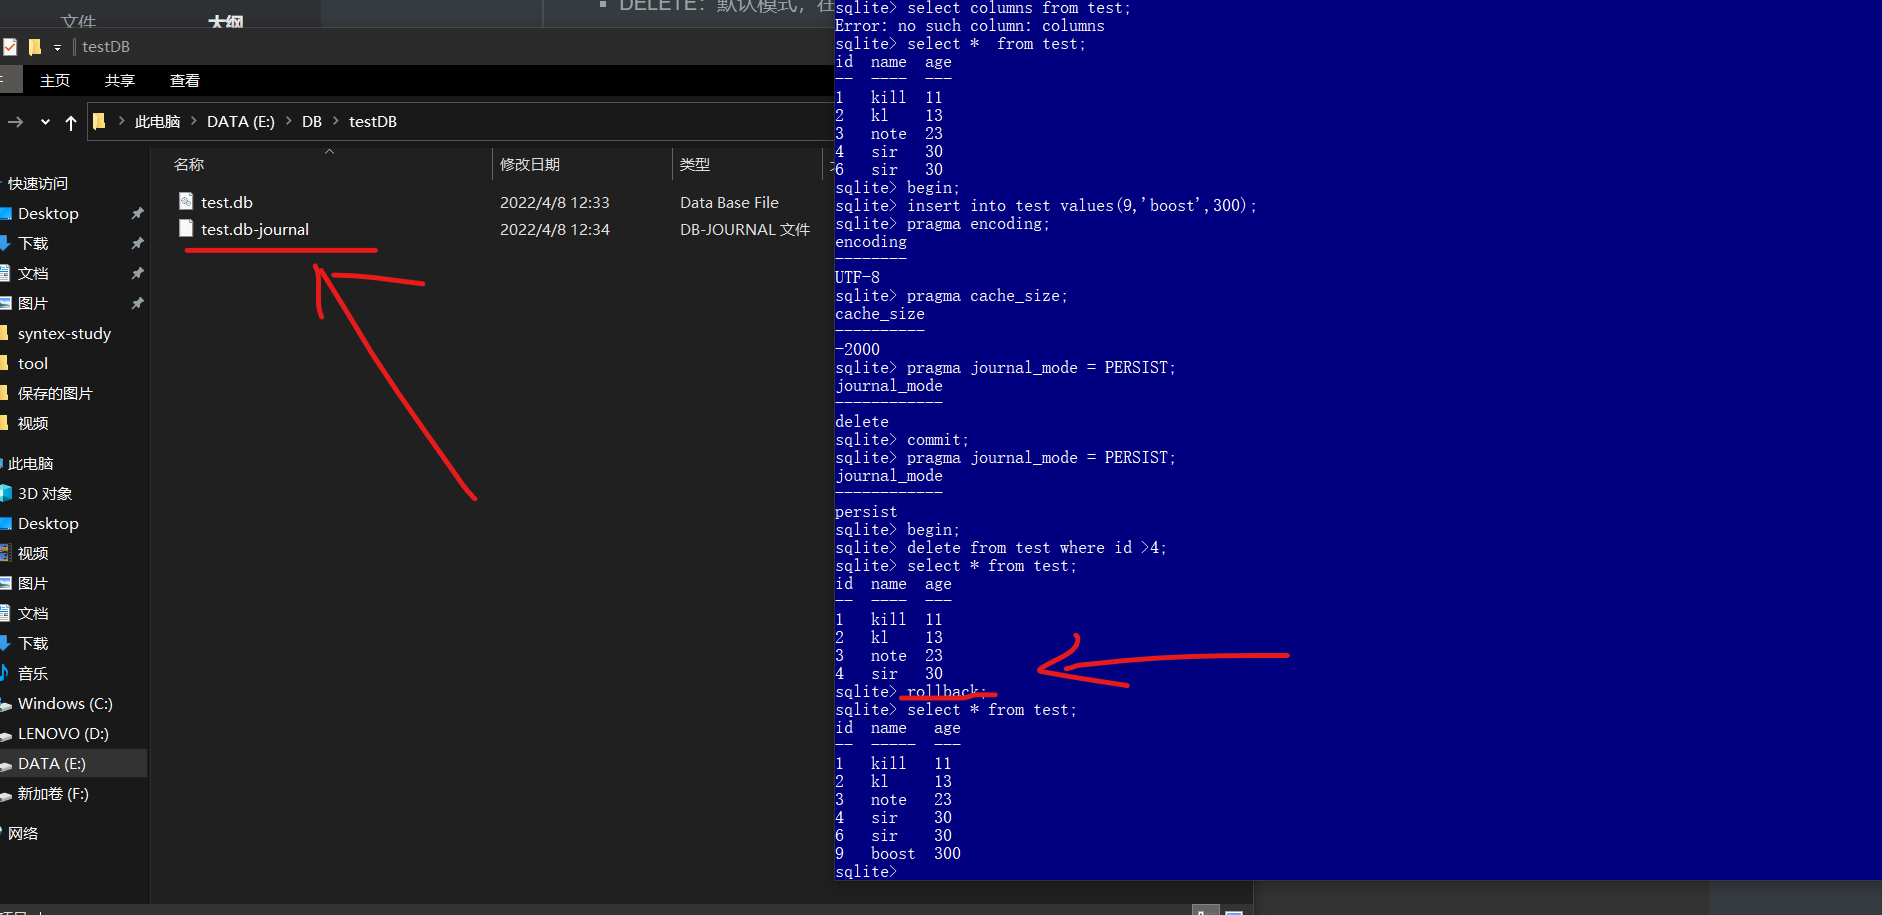 文件
大纲
DELETE：默认模式，在
testDB
主页
共享
查看
此电脑
DATA (E:)
DB
testDB
名称
修改日期
类型
test.db
2022/4/8 12:33
Data Base File
test.db-journal
2022/4/8 12:34
DB-JOURNAL 文件
快速访问
Desktop
下载
文档
图片
syntex-study
tool
保存的图片
视频
此电脑
3D 对象
Desktop
视频
图片
文档
下载
音乐
Windows (C:)
LENOVO (D:)
DATA (E:)
新加卷 (F:)
网络
sqlite> select columns from test;
Error: no such column: columns
sqlite> select *  from test;
id  name  age
--  ----  ---
1   kill  11
2   kl    13
3   note  23
4   sir   30
6   sir   30
sqlite> begin;
sqlite> insert into test values(9,'boost',300);
sqlite> pragma encoding;
encoding
--------
UTF-8
sqlite> pragma cache_size;
cache_size
----------
-2000
sqlite> pragma journal_mode = PERSIST;
journal_mode
------------
delete
sqlite> commit;
sqlite> pragma journal_mode = PERSIST;
journal_mode
------------
persist
sqlite> begin;
sqlite> delete from test where id >4;
sqlite> select * from test;
id  name  age
--  ----  ---
1   kill  11
2   kl    13
3   note  23
4   sir   30
sqlite> rollback;
sqlite> select * from test;
id  name   age
--  -----  ---
1   kill   11
2   kl     13
3   note   23
4   sir    30
6   sir    30
9   boost  300
sqlite>